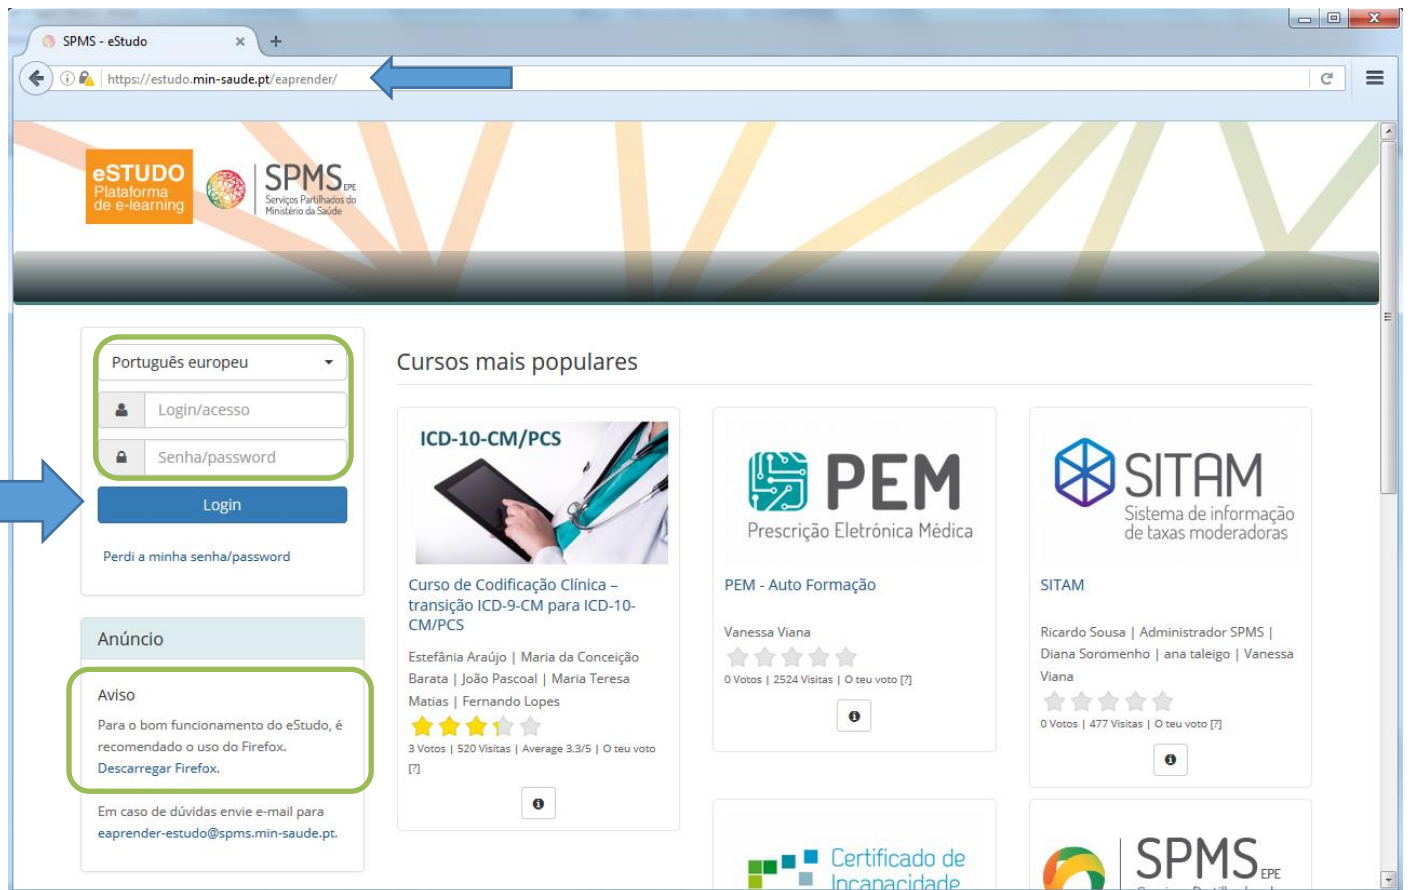 SPMS - eStudo
https://estudo.min-saude.pt/eaprender/
eSTUDO
Plataforma
de e-learning
SPMS EPE
Serviços Partilhados do
Ministério da Saúde
Português europeu
Login/acesso
Senha/password
Login
Perdi a minha senha/password
Anúncio
Aviso
Para o bom funcionamento do eStudo, é
recomendado o uso do Firefox.
Descarregar Firefox.
Em caso de dúvidas envie e-mail para
eaprender-estudo@spms.min-saude.pt.
Cursos mais populares
ICD-10-CM/PCS
Curso de Codificação Clínica –
transição ICD-9-CM para ICD-10-
CM/PCS
Estefânia Araújo | Maria da Conceição
Barata | João Pascoal | Maria Teresa
Matias | Fernando Lopes
3 Votos | 520 Visitas | Average 3.3/5 | O teu voto
[?]
PEM
Prescrição Eletrónica Médica
PEM - Auto Formação
Vanessa Viana
0 Votos | 2524 Visitas | O teu voto [?]
SITAM
Sistema de informação
de taxas moderadoras
SITAM
Ricardo Sousa | Administrador SPMS |
Diana Soromenho | ana taleigo | Vanessa
Viana
0 Votos | 477 Visitas | O teu voto [?]
Certificado de
Incapacidade
SPMS EPE